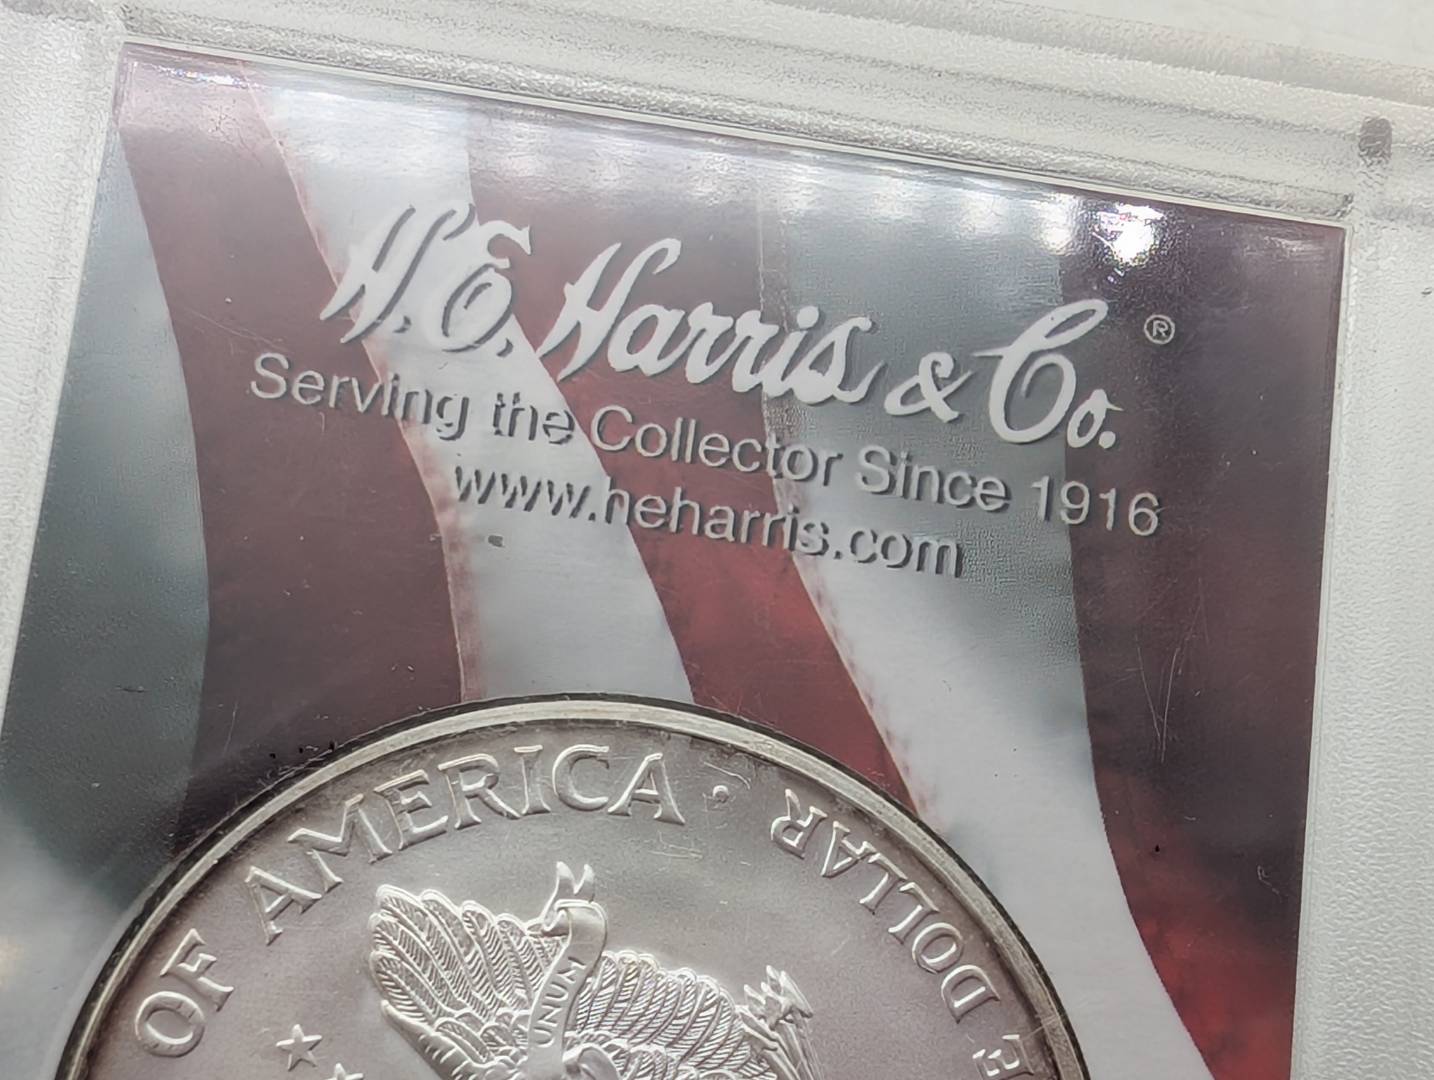 H.E. Harris & Co.®
Serving the Collector Since 1916
www.heharris.com
OF AMERICA · 
E DOLLAR
UNUM